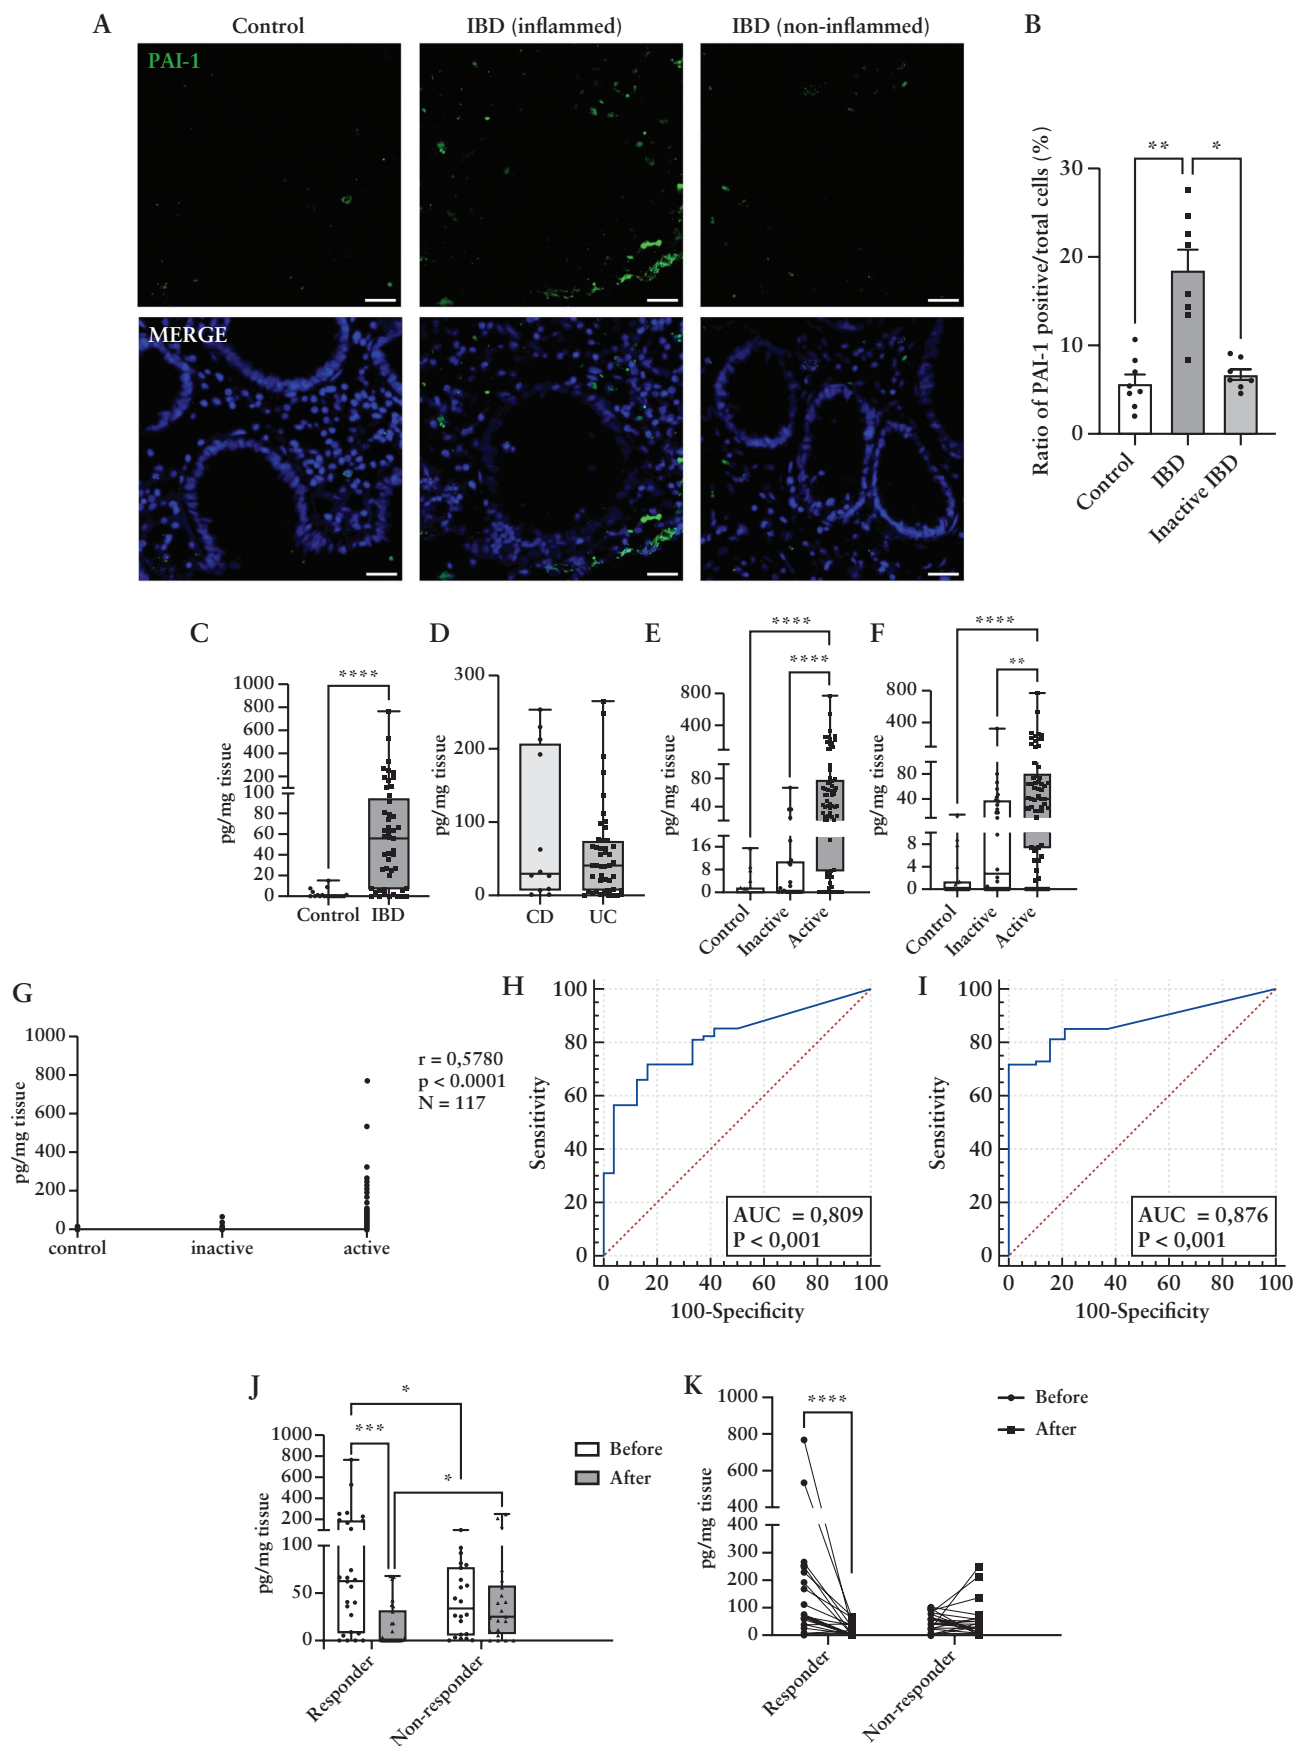 A
Control
IBD (inflammed)
IBD (non-inflammed)
PAI-1
MERGE
B
Ratio of PAI-1 positive/total cells (%)
30
20
10
0
**
*
Control
IBD
Inactive IBD
C
pg/mg tissue
1000
800
600
400
200
100
80
60
40
20
0
****
Control
IBD
D
pg/mg tissue
300
200
100
0
CD
UC
E
pg/mg tissue
800
400
80
40
16
8
0
****
****
Control
Inactive
Active
F
pg/mg tissue
800
400
80
40
8
4
0
****
**
Control
Inactive
Active
G
pg/mg tissue
1000
800
600
400
200
0
control
inactive
active
r = 0,5780
p < 0.0001
N = 117
H
Sensitivity
100
80
60
40
20
0
0 20 40 60 80 100
100-Specificity
AUC = 0,809
P < 0,001
I
Sensitivity
100
80
60
40
20
0
0 20 40 60 80 100
100-Specificity
AUC = 0,876
P < 0,001
J
pg/mg tissue
1000
800
600
400
200
100
50
0
*
***
*
Before
After
Responder
Non-responder
K
pg/mg tissue
1000
800
600
400
400
300
200
100
0
****
Before
After
Responder
Non-responder